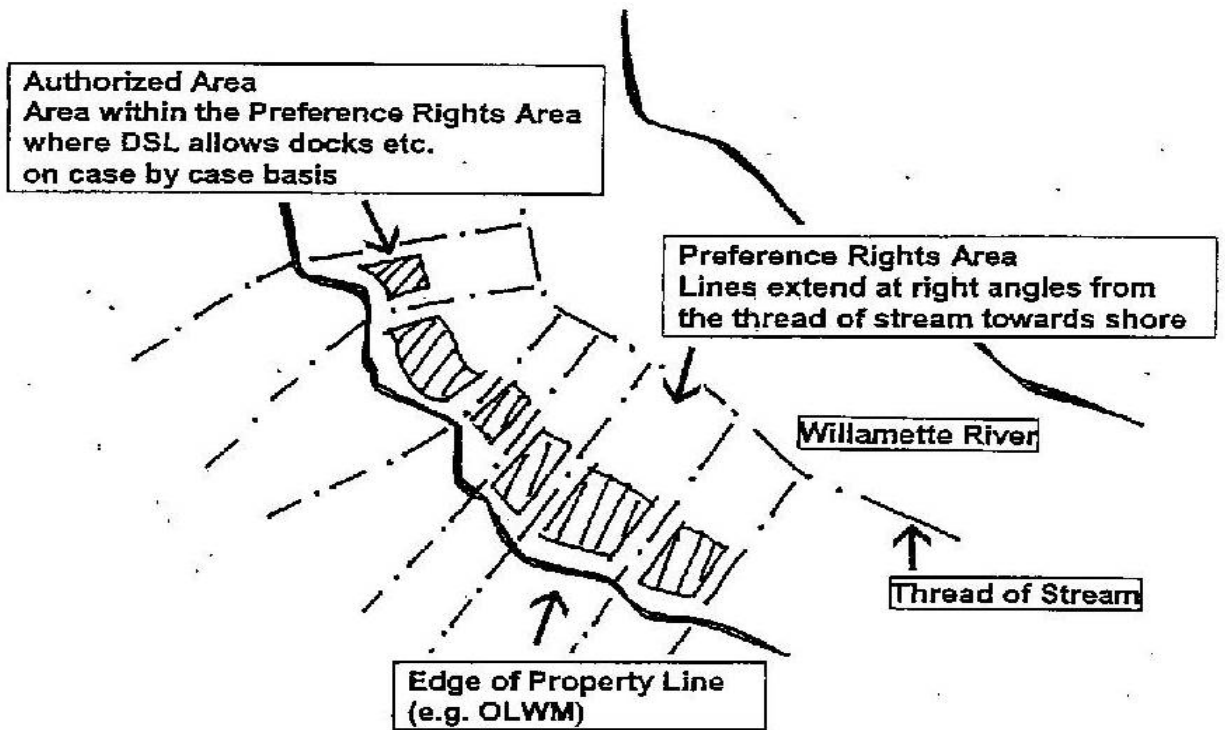 Authorized Area
Area within the Preference Rights Area
where DSL allows docks etc.
on case by case basis
Preference Rights Area
Lines extend at right angles from
the thread of stream towards shore
Willamette River
Thread of Stream
Edge of Property Line
(e.g. OLWM)